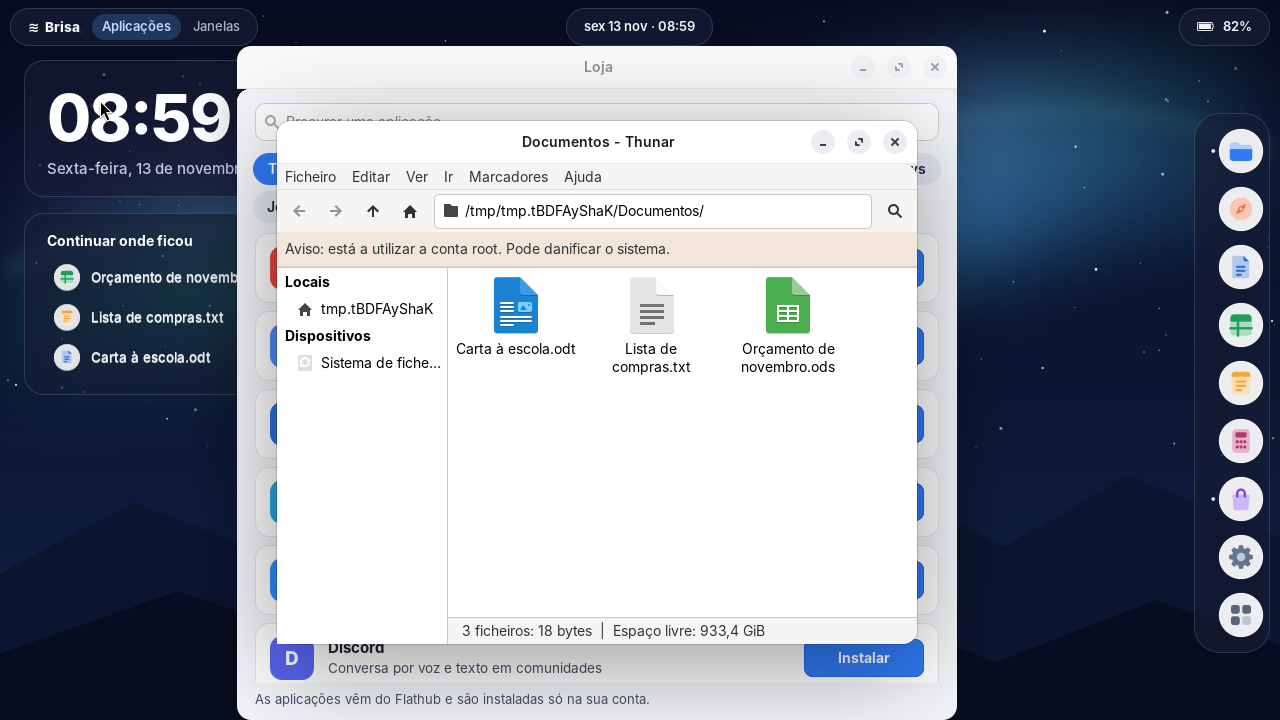 ≋ Brisa Aplicações Janelas
sex 13 nov · 08:59
82%
08:59
Sexta-feira, 13 de
Continuar onde ficou
Orçamento de
Lista de compras.txt
Carta à escola.odt
Loja
Procurar uma aplicação
Documentos - Thunar
Ficheiro Editar Ver Ir Marcadores Ajuda
/tmp/tmp.tBDFAyShaK/Documentos/
Aviso: está a utilizar a conta root. Pode danificar o sistema.
Locais
tmp.tBDFAyShaK
Dispositivos
Sistema de fiche...
Carta à escola.odt
Lista de
compras.txt
Orçamento de
novembro.ods
3 ficheiros: 18 bytes | Espaço livre: 933,4 GiB
D
Discord
Conversa por voz e texto em comunidades
Instalar
As aplicações vêm do Flathub e são instaladas só na sua conta.